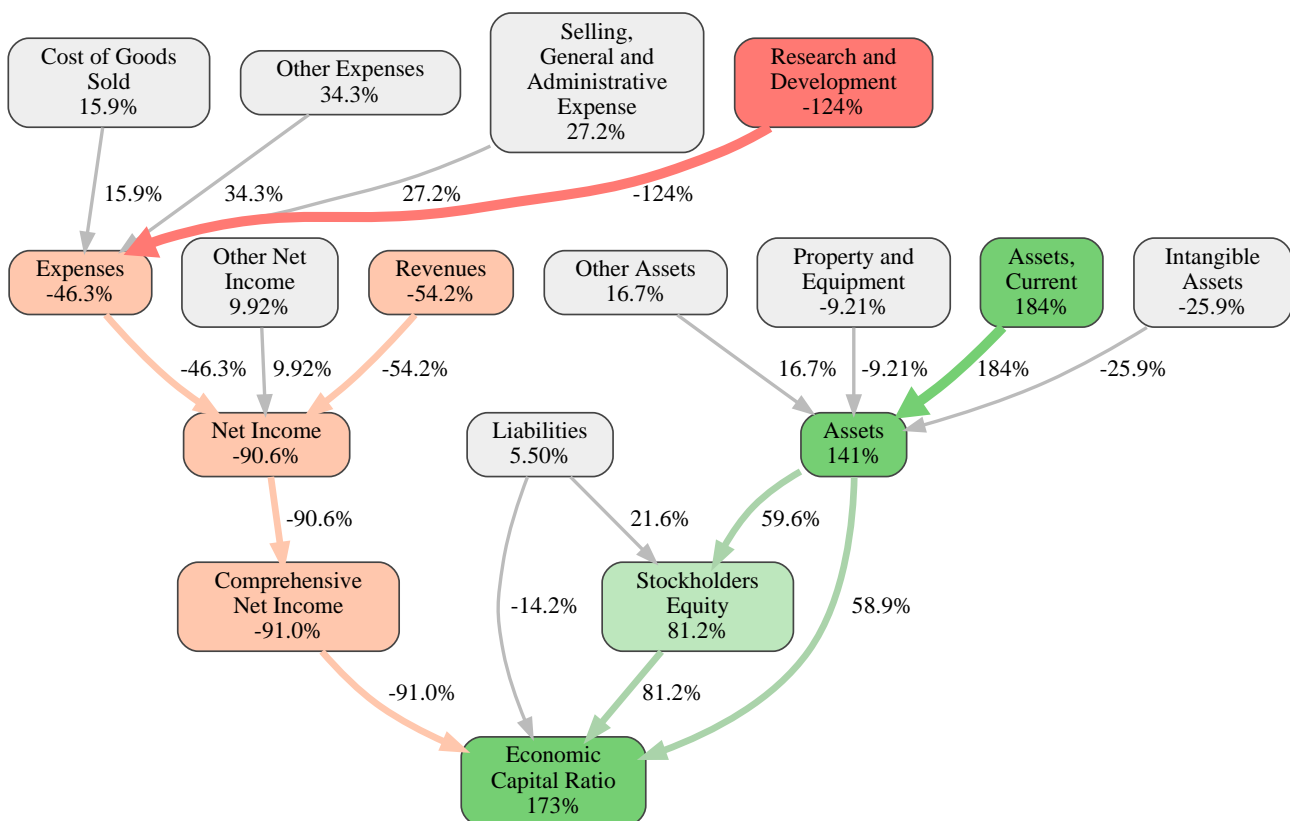 Cost of Goods
Sold
15.9%
Other Expenses
34.3%
Selling,
General and
Administrative
Expense
27.2%
Research and
Development
-124%
15.9%
34.3%
27.2%
-124%
Expenses
-46.3%
Other Net
Income
9.92%
Revenues
-54.2%
Other Assets
16.7%
Property and
Equipment
-9.21%
Assets,
Current
184%
Intangible
Assets
-25.9%
-46.3%
9.92%
-54.2%
16.7%
-9.21%
184%
-25.9%
Net Income
-90.6%
Liabilities
5.50%
Assets
141%
-90.6%
21.6%
59.6%
Comprehensive
Net Income
-91.0%
-14.2%
Stockholders
Equity
81.2%
58.9%
-91.0%
81.2%
Economic
Capital Ratio
173%